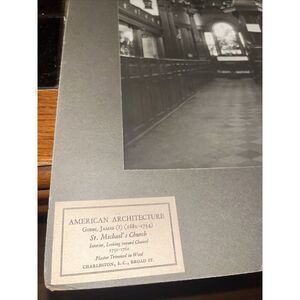 AMERICAN ARCHITECTURE
GIBBS, JAMES (?) (1682-1754)
St. Michael's Church
Interior, Looking toward Chancel
1752-1761
Plaster Trimmed in Wood
CHARLESTON, S.C., BROAD ST.